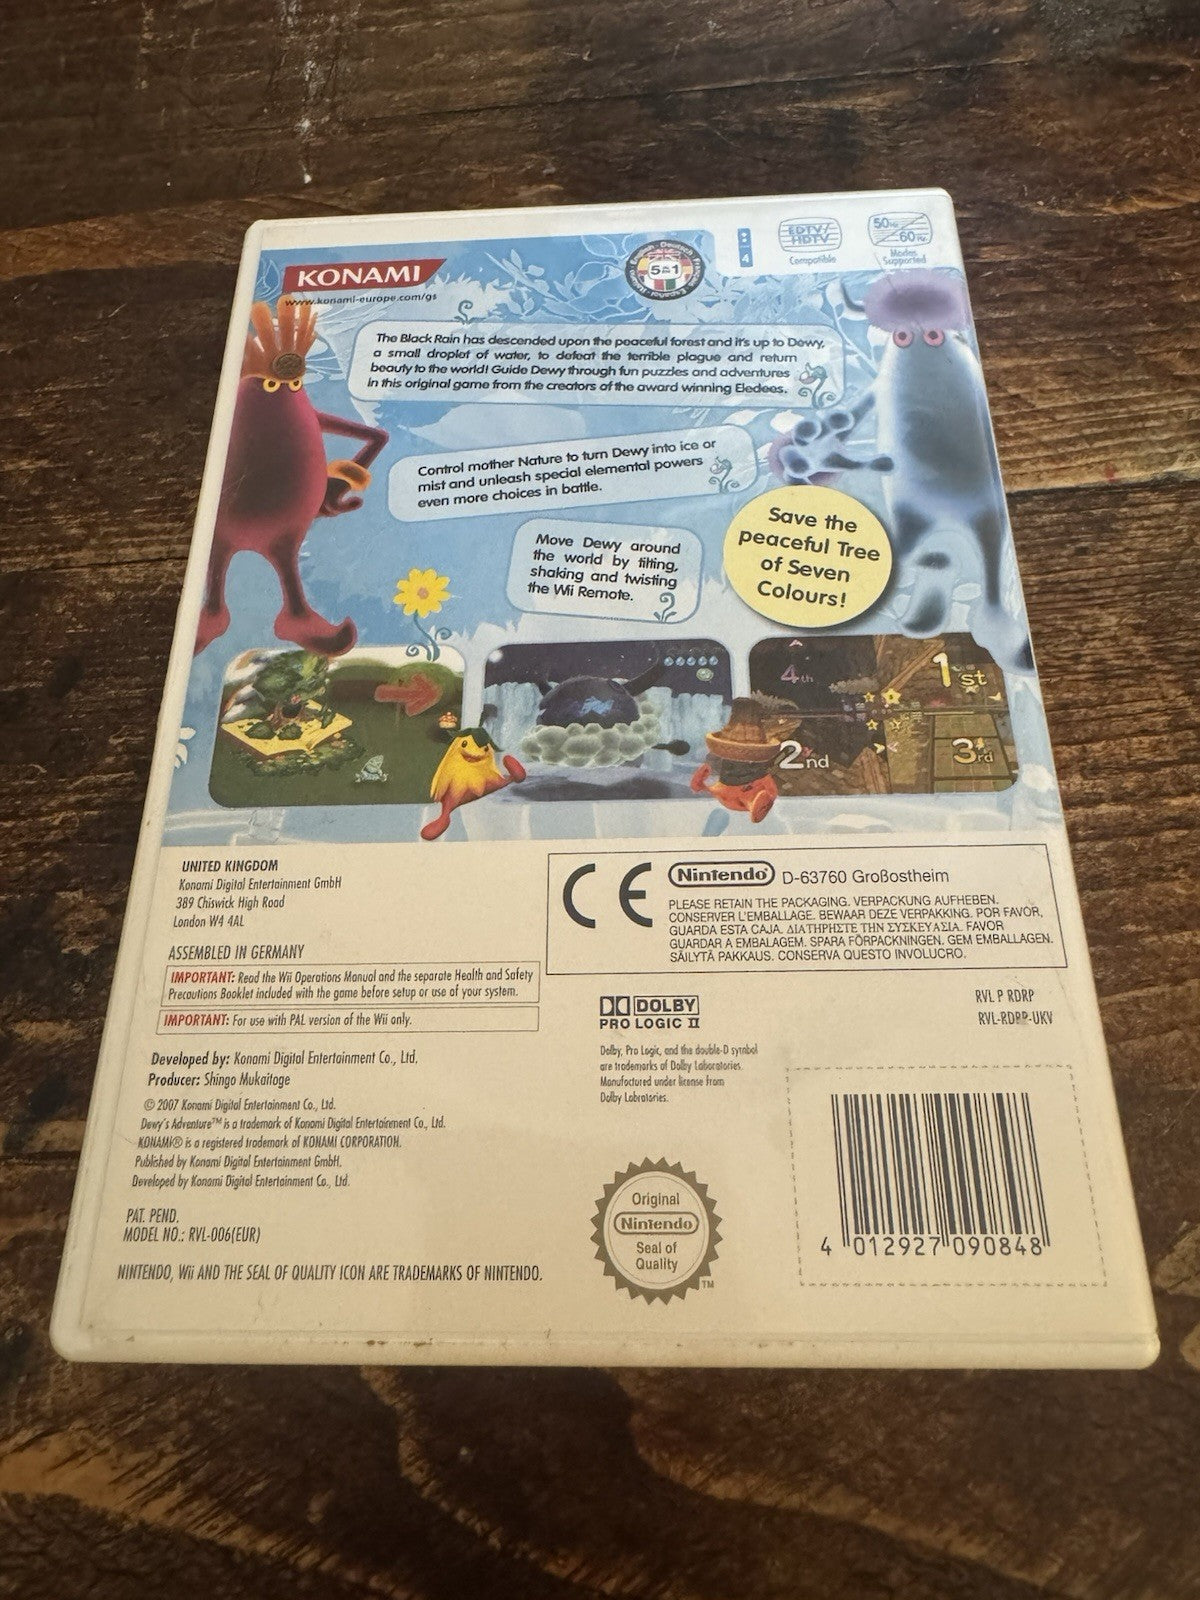 KONAMI
www.konami-europe.com/gs
English · Deutsch · Français · Español · Italiano
5 IN 1
4
EDTV/
HDTV
Compatible
50Hz
60Hz
Modes
Supported
The Black Rain has descended upon the peaceful forest and it's up to Dewy,
a small droplet of water, to defeat the terrible plague and return
beauty to the world! Guide Dewy through fun puzzles and adventures
in this original game from the creators of the award winning Eledees.
Control mother Nature to turn Dewy into ice or
mist and unleash special elemental powers
even more choices in battle.
Move Dewy around
the world by tilting,
shaking and twisting
the Wii Remote.
Save the
peaceful Tree
of Seven
Colours!
4th
1st
2nd
3rd
UNITED KINGDOM
Konami Digital Entertainment GmbH
389 Chiswick High Road
London W4 4AL
ASSEMBLED IN GERMANY
IMPORTANT: Read the Wii Operations Manual and the separate Health and Safety
Precautions Booklet included with the game before setup or use of your system.
IMPORTANT: For use with PAL version of the Wii only.
Developed by: Konami Digital Entertainment Co., Ltd.
Producer: Shingo Mukaitoge
© 2007 Konami Digital Entertainment Co., Ltd.
Dewy's Adventure™ is a trademark of Konami Digital Entertainment Co., Ltd.
KONAMI® is a registered trademark of KONAMI CORPORATION.
Published by Konami Digital Entertainment GmbH.
Developed by Konami Digital Entertainment Co., Ltd.
PAT. PEND.
MODEL NO.: RVL-006(EUR)
NINTENDO, Wii AND THE SEAL OF QUALITY ICON ARE TRADEMARKS OF NINTENDO.
CE
Nintendo D-63760 Großostheim
PLEASE RETAIN THE PACKAGING. VERPACKUNG AUFHEBEN.
CONSERVER L'EMBALLAGE. BEWAAR DEZE VERPAKKING. POR FAVOR,
GUARDA ESTA CAJA. ΔΙΑΤΗΡΗΣΤΕ ΤΗΝ ΣΥΣΚΕΥΑΣΙΑ. FAVOR
GUARDAR A EMBALAGEM. SPARA FÖRPACKNINGEN. GEM EMBALLAGEN.
SÄILYTÄ PAKKAUS. CONSERVA QUESTO INVOLUCRO.
DOLBY
PRO LOGIC II
Dolby, Pro Logic, and the double-D symbol
are trademarks of Dolby Laboratories.
Manufactured under license from
Dolby Labratories.
RVL P RDRP
RVL-RDRP-UKV
Original
Nintendo
Seal of
Quality
TM
4 012927 090848